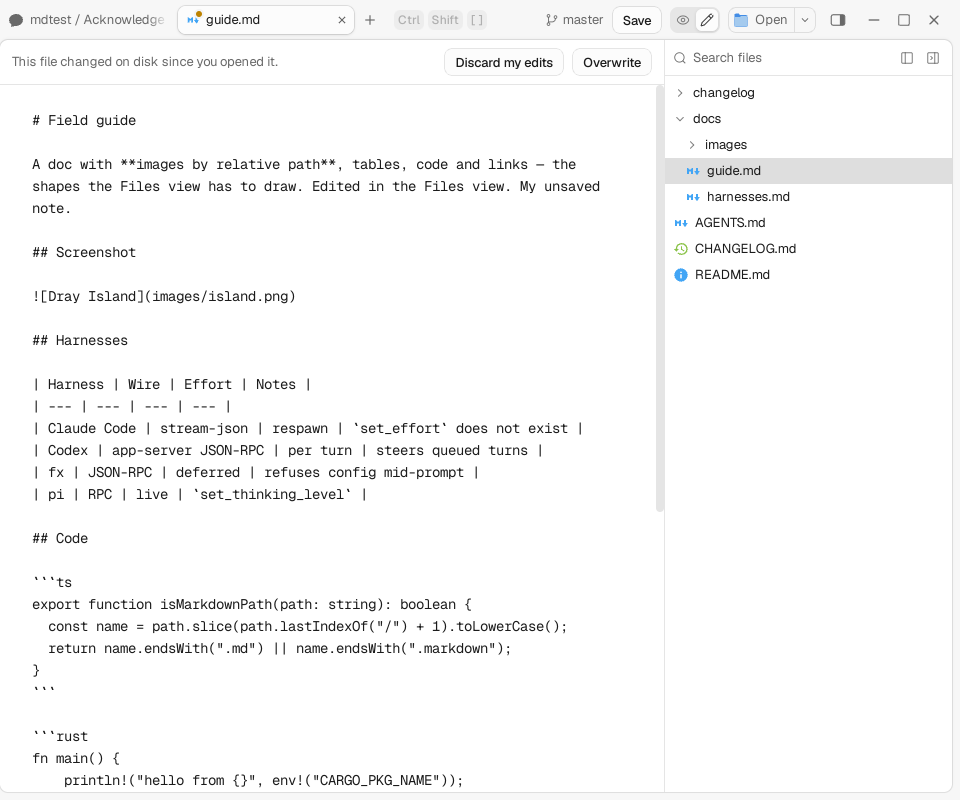 mdtest / Acknowledge
guide.md
Ctrl Shift [ ]
master
Save
Open
This file changed on disk since you opened it.
Discard my edits
Overwrite
Search files
# Field guide
A doc with **images by relative path**, tables, code and links — the
shapes the Files view has to draw. Edited in the Files view. My unsaved
note.
## Screenshot
![Dray Island](images/island.png)
## Harnesses
| Harness | Wire | Effort | Notes |
| --- | --- | --- | --- |
| Claude Code | stream-json | respawn | `set_effort` does not exist |
| Codex | app-server JSON-RPC | per turn | steers queued turns |
| fx | JSON-RPC | deferred | refuses config mid-prompt |
| pi | RPC | live | `set_thinking_level` |
## Code
```ts
export function isMarkdownPath(path: string): boolean {
  const name = path.slice(path.lastIndexOf("/") + 1).toLowerCase();
  return name.endsWith(".md") || name.endsWith(".markdown");
}
```
```rust
fn main() {
    println!("hello from {}", env!("CARGO_PKG_NAME"));
changelog
docs
images
guide.md
harnesses.md
AGENTS.md
CHANGELOG.md
README.md